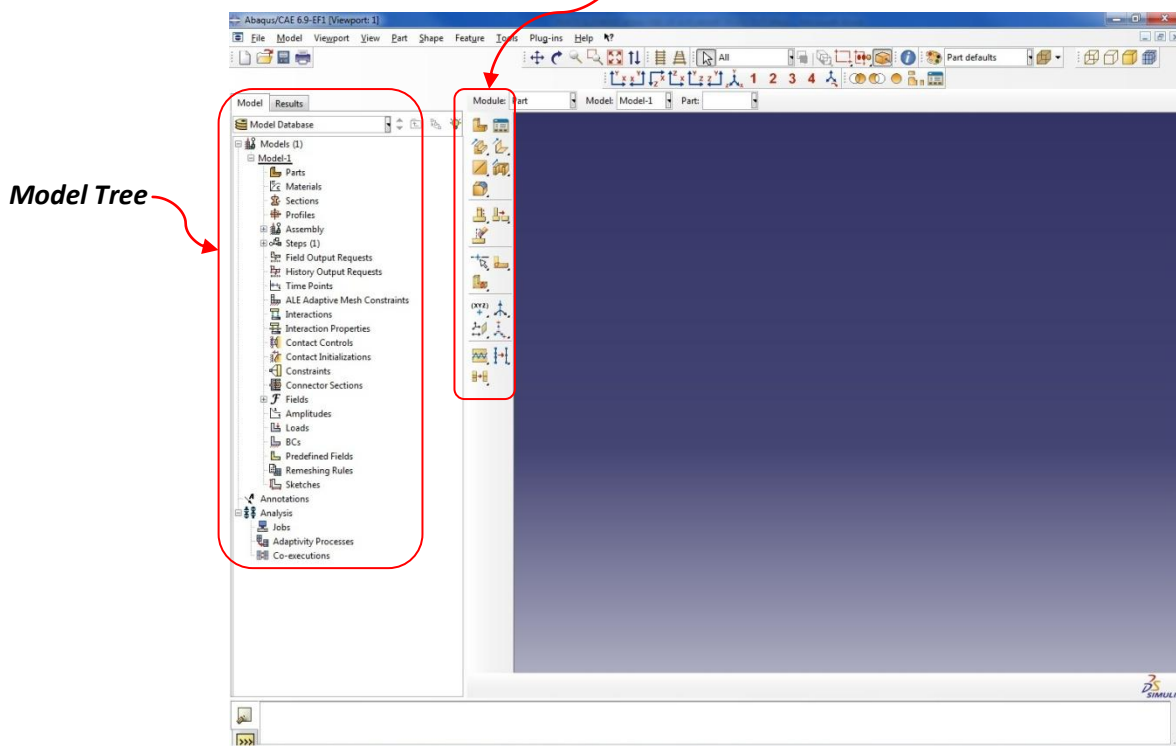 Abaqus/CAE 6.9-EF1 [Viewport: 1]
File Model Viewport View Part Shape Feature Tools Plug-ins Help
All
Part defaults
1 2 3 4
Model Results
Module: Part Model: Model-1 Part:
Model Database
Models (1)
Model-1
Parts
Materials
Model Tree
Sections
Profiles
Assembly
Steps (1)
Field Output Requests
History Output Requests
Time Points
ALE Adaptive Mesh Constraints
(XYZ)
Interactions
Interaction Properties
Contact Controls
Contact Initializations
Constraints
Connector Sections
Fields
Amplitudes
Loads
BCs
Predefined Fields
Remeshing Rules
Sketches
Annotations
Analysis
Jobs
Adaptivity Processes
Co-executions
SIMULI
>>>